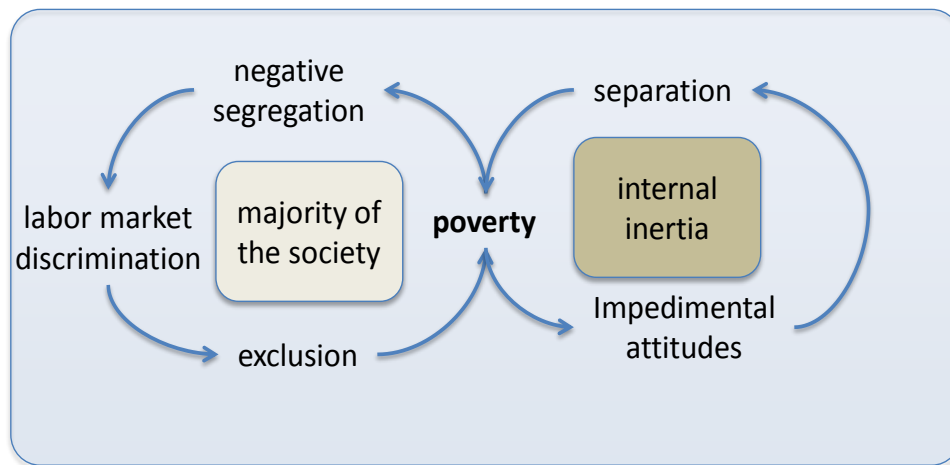 negative
segregation
separation
labor market
discrimination
majority of
the society
poverty
internal
inertia
exclusion
Impedimental
attitudes